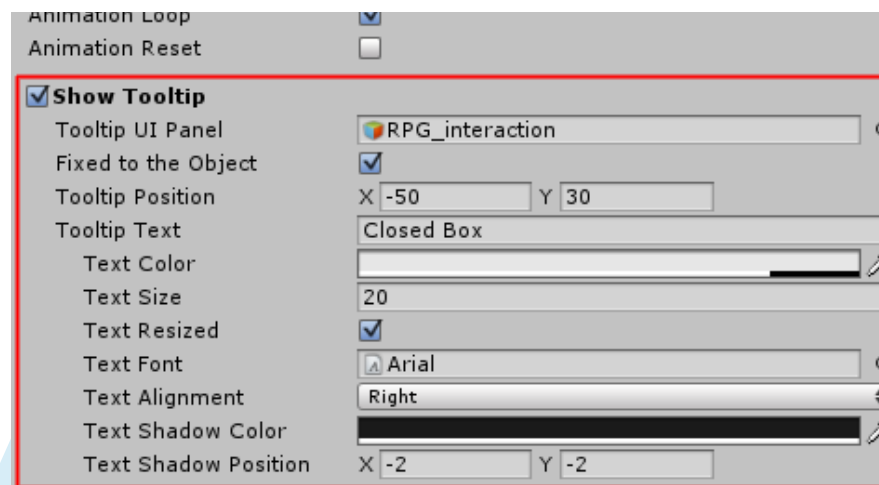 Animation Loop
Animation Reset
Show Tooltip
Tooltip UI Panel RPG_interaction
Fixed to the Object
Tooltip Position X -50 Y 30
Tooltip Text Closed Box
Text Color
Text Size 20
Text Resized
Text Font Arial
Text Alignment Right
Text Shadow Color
Text Shadow Position X -2 Y -2